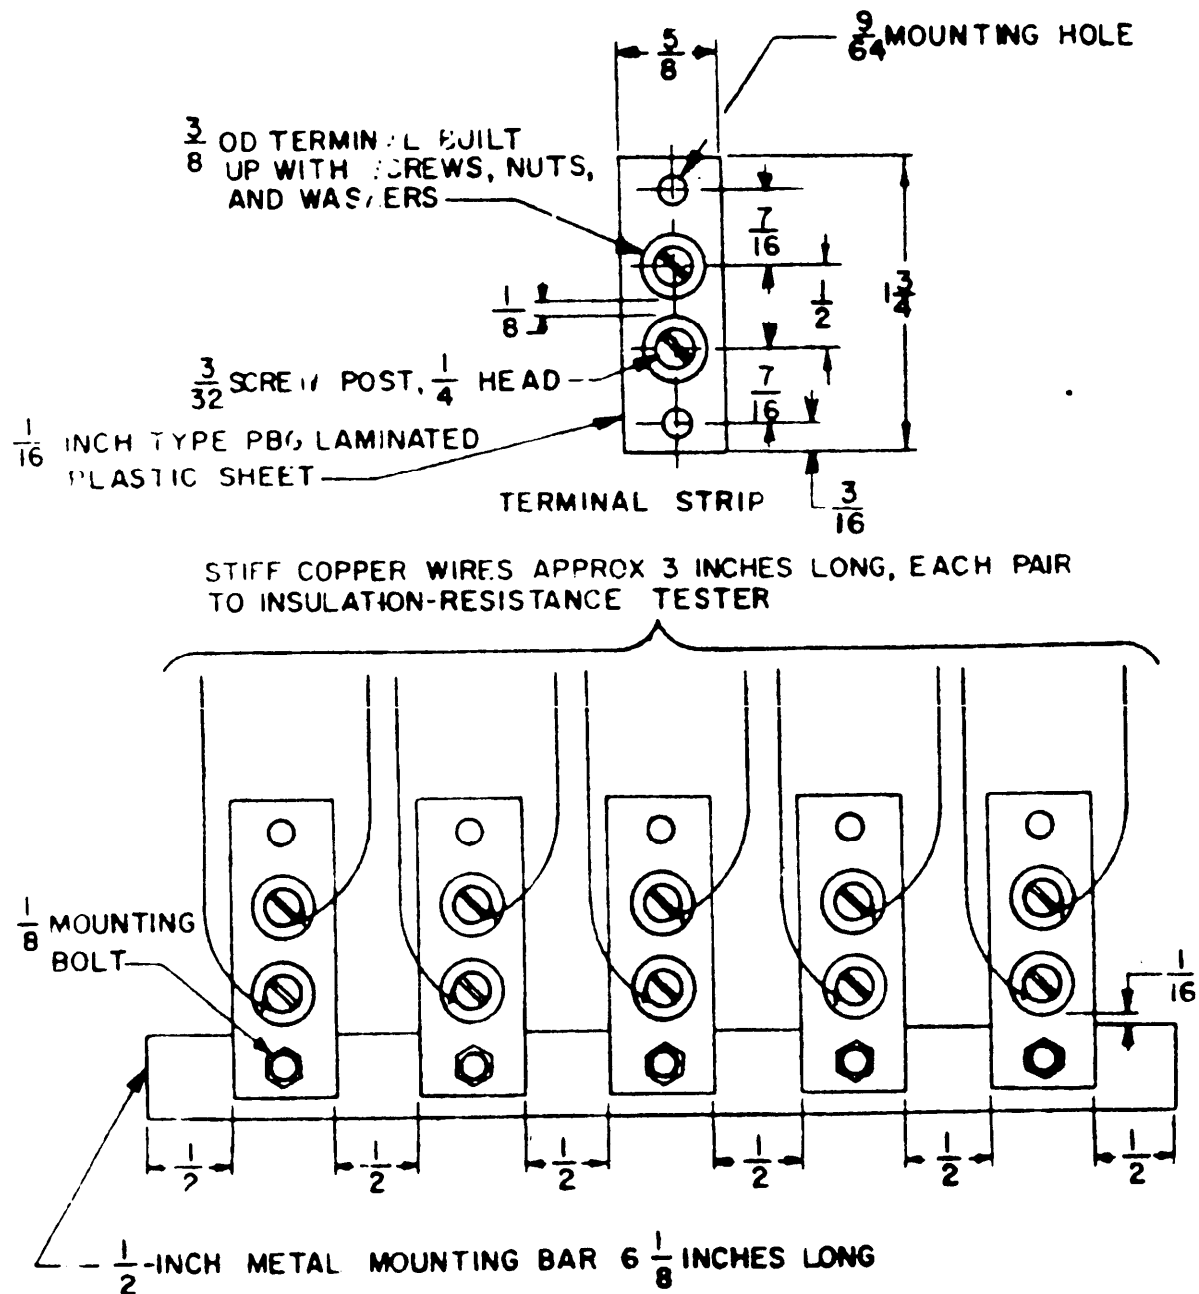 5/8
9/64 MOUNTING HOLE
3/8 OD TERMINAL BUILT
UP WITH SCREWS, NUTS,
AND WASHERS
7/16
1/2
1 3/4
1/8
3/32 SCREW POST, 1/4 HEAD
7/16
1/16 INCH TYPE LAMINATED
PLASTIC SHEET
TERMINAL STRIP
3/16
STIFF COPPER WIRES APPROX 3 INCHES LONG, EACH PAIR
TO INSULATION-RESISTANCE TESTER
1/8 MOUNTING
BOLT
1/16
1/2
1/2
1/2
1/2
1/2
1/2
1/2-INCH METAL MOUNTING BAR 6 1/8 INCHES LONG